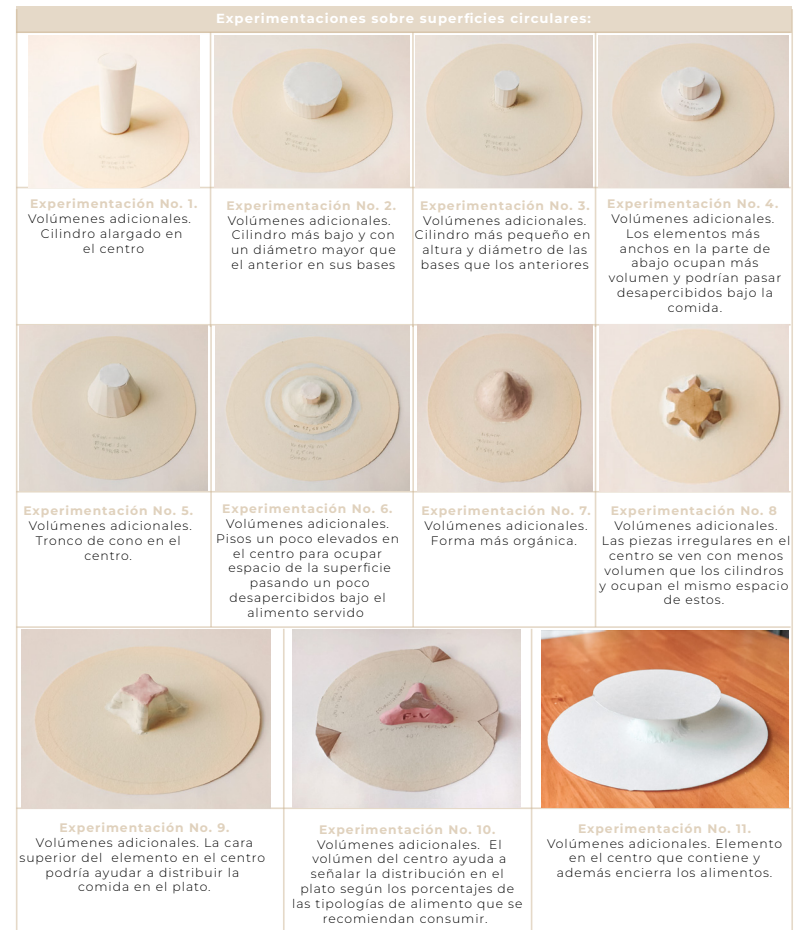 Experimentaciones sobre superficies circulares:
Experimentación No. 1.
Volúmenes adicionales.
Cilindro alargado en
el centro
Experimentación No. 2.
Volúmenes adicionales.
Cilindro más bajo y con
un diámetro mayor que
el anterior en sus bases
Experimentación No. 3.
Volúmenes adicionales.
Cilindro más pequeño en
altura y diámetro de las
bases que los anteriores
Experimentación No. 4.
Volúmenes adicionales.
Los elementos más
anchos en la parte de
abajo ocupan más
volumen y podrían pasar
desapercibidos bajo la
comida.
Experimentación No. 5.
Volúmenes adicionales.
Tronco de cono en el
centro.
Experimentación No. 6.
Volúmenes adicionales.
Pisos un poco elevados en
el centro para ocupar
espacio de la superficie
pasando un poco
desapercibidos bajo el
alimento servido
Experimentación No. 7.
Volúmenes adicionales.
Forma más orgánica.
Experimentación No. 8
Volúmenes adicionales.
Las piezas irregulares en el
centro se ven con menos
volumen que los cilindros
y ocupan el mismo espacio
de estos.
F+V
Experimentación No. 9.
Volúmenes adicionales. La cara
superior del  elemento en el centro
podría ayudar a distribuir la
comida en el plato.
Experimentación No. 10.
Volúmenes adicionales.  El
volúmen del centro ayuda a
señalar la distribución en el
plato según los porcentajes de
las tipologías de alimento que se
recomiendan consumir.
Experimentación No. 11.
Volúmenes adicionales. Elemento
en el centro que contiene y
además encierra los alimentos.